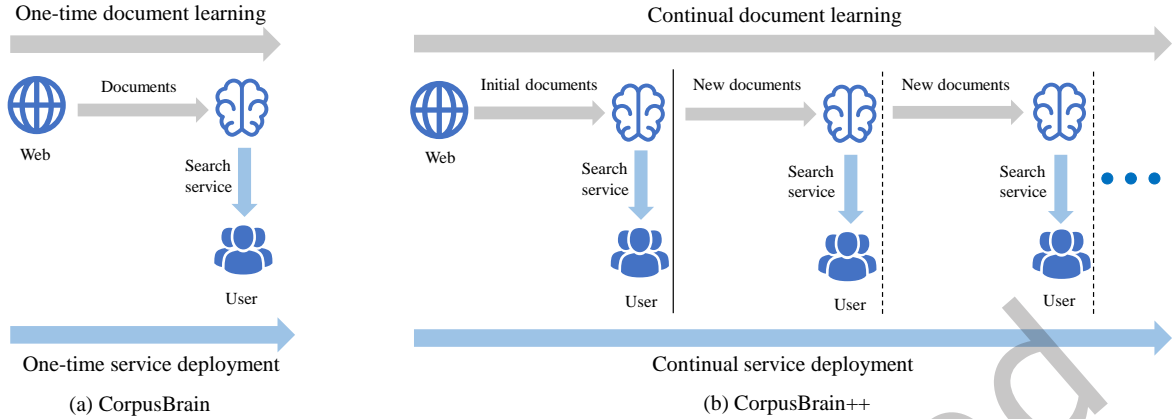 One-time document learning
Documents
Web
Search
service
User
One-time service deployment
(a) CorpusBrain
Continual document learning
Initial documents
New documents
New documents
Web
Search
service
Search
service
Search
service
User
User
User
Continual service deployment
(b) CorpusBrain++